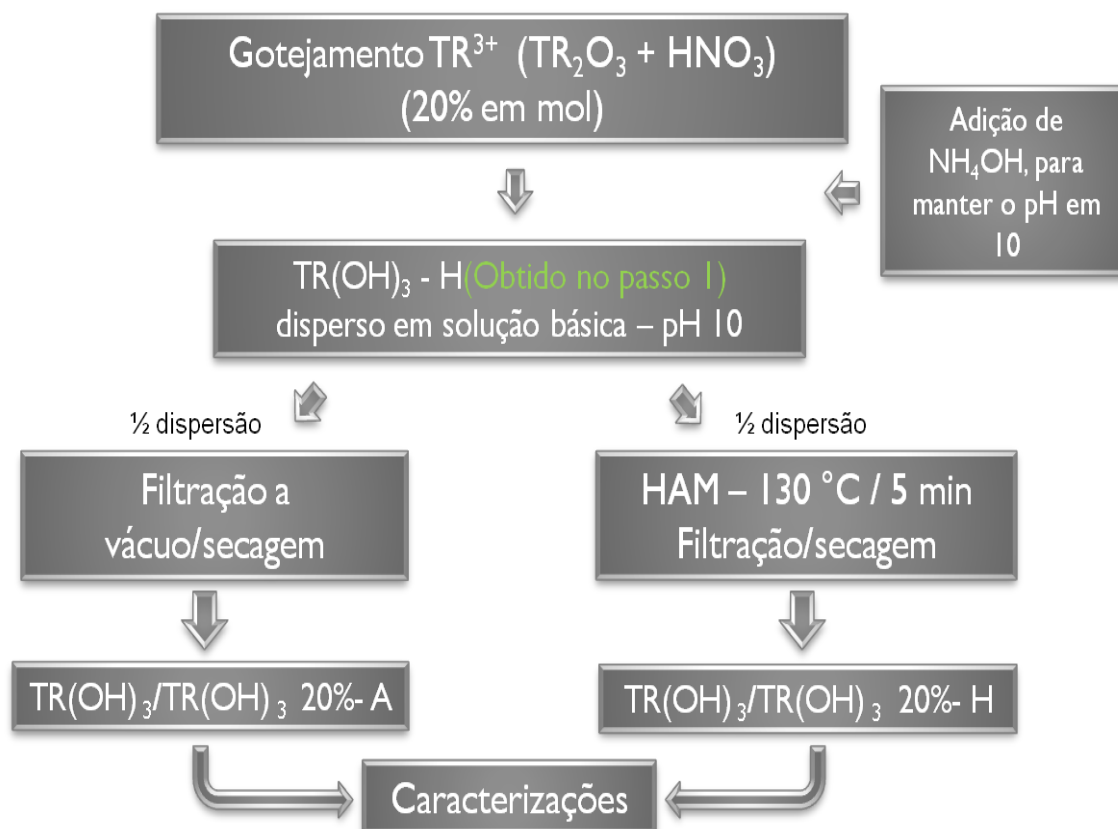 Gotejamento TR³⁺ (TR₂O₃ + HNO₃)
(20% em mol)
Adição de
NH₄OH, para
manter o pH em
10
TR(OH)₃ - H(Obtido no passo 1)
disperso em solução básica – pH 10
½ dispersão
½ dispersão
Filtração a
vácuo/secagem
HAM – 130 °C / 5 min
Filtração/secagem
TR(OH)₃/TR(OH)₃ 20%- A
TR(OH)₃/TR(OH)₃ 20%- H
Caracterizações